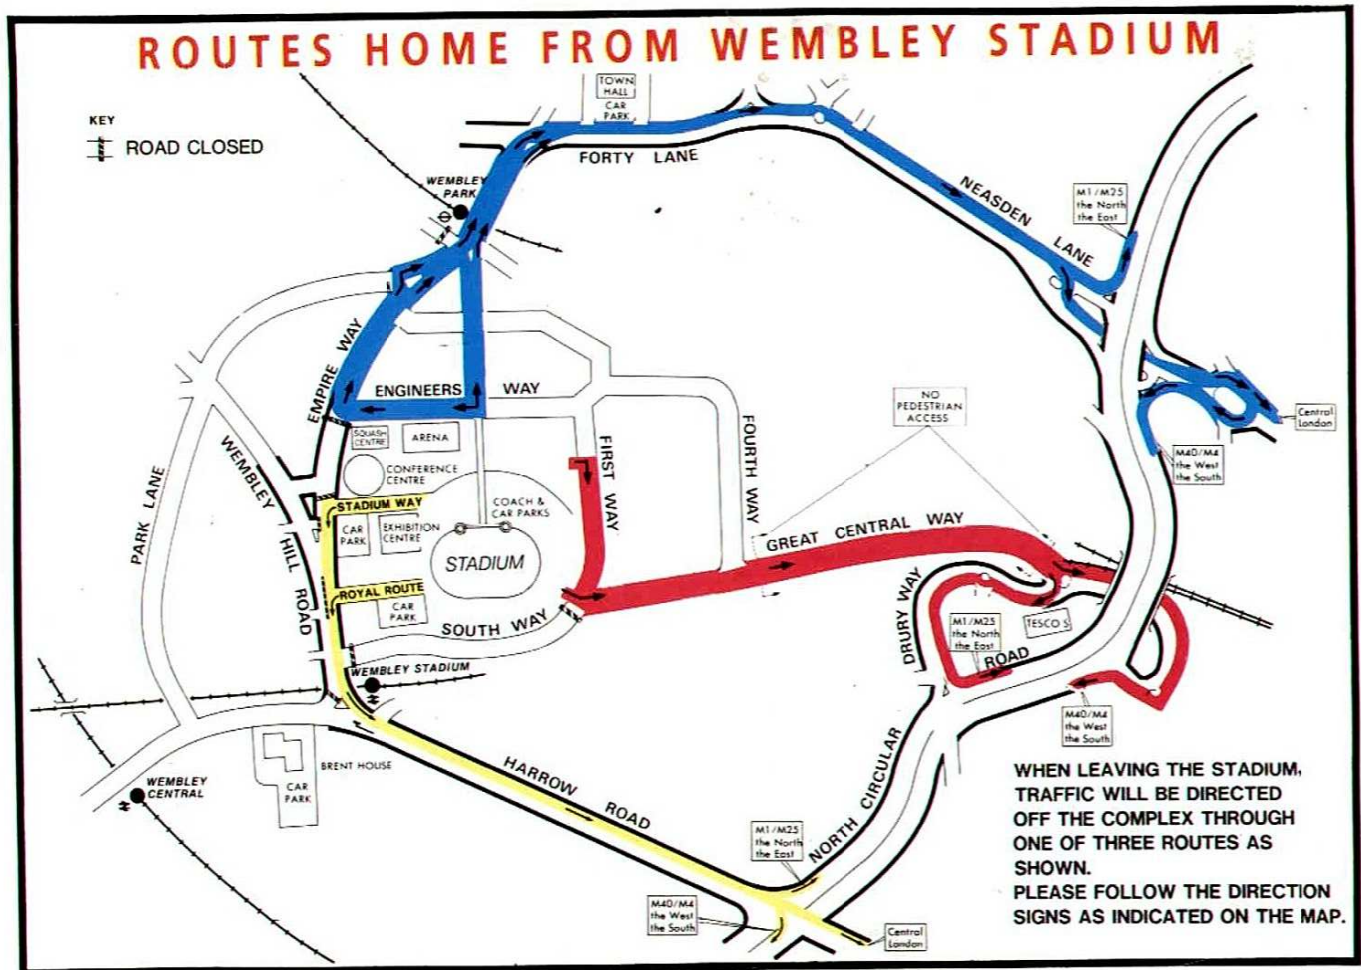 ROUTES HOME FROM WEMBLEY STADIUM
KEY
ROAD CLOSED
TOWN
HALL
CAR
PARK
FORTY LANE
WEMBLEY
PARK
NEASDEN LANE
M1/M25
the North
the East
EMPIRE WAY
ENGINEERS WAY
NO
PEDESTRIAN
ACCESS
Central
London
M40/M4
the West
the South
SQUASH
CENTRE
ARENA
CONFERENCE
CENTRE
FIRST WAY
FOURTH WAY
PARK LANE
WEMBLEY HILL ROAD
STADIUM WAY
CAR
PARK
EXHIBITION
CENTRE
COACH &
CAR PARKS
STADIUM
GREAT CENTRAL WAY
ROYAL ROUTE
CAR
PARK
SOUTH WAY
DRURY WAY
M1/M25
the North
the East
TESCO'S
ROAD
WEMBLEY STADIUM
M40/M4
the West
the South
WEMBLEY
CENTRAL
BRENT HOUSE
CAR
PARK
HARROW ROAD
NORTH CIRCULAR
M1/M25
the North
the East
M40/M4
the West
the South
Central
London
WHEN LEAVING THE STADIUM,
TRAFFIC WILL BE DIRECTED
OFF THE COMPLEX THROUGH
ONE OF THREE ROUTES AS
SHOWN.
PLEASE FOLLOW THE DIRECTION
SIGNS AS INDICATED ON THE MAP.